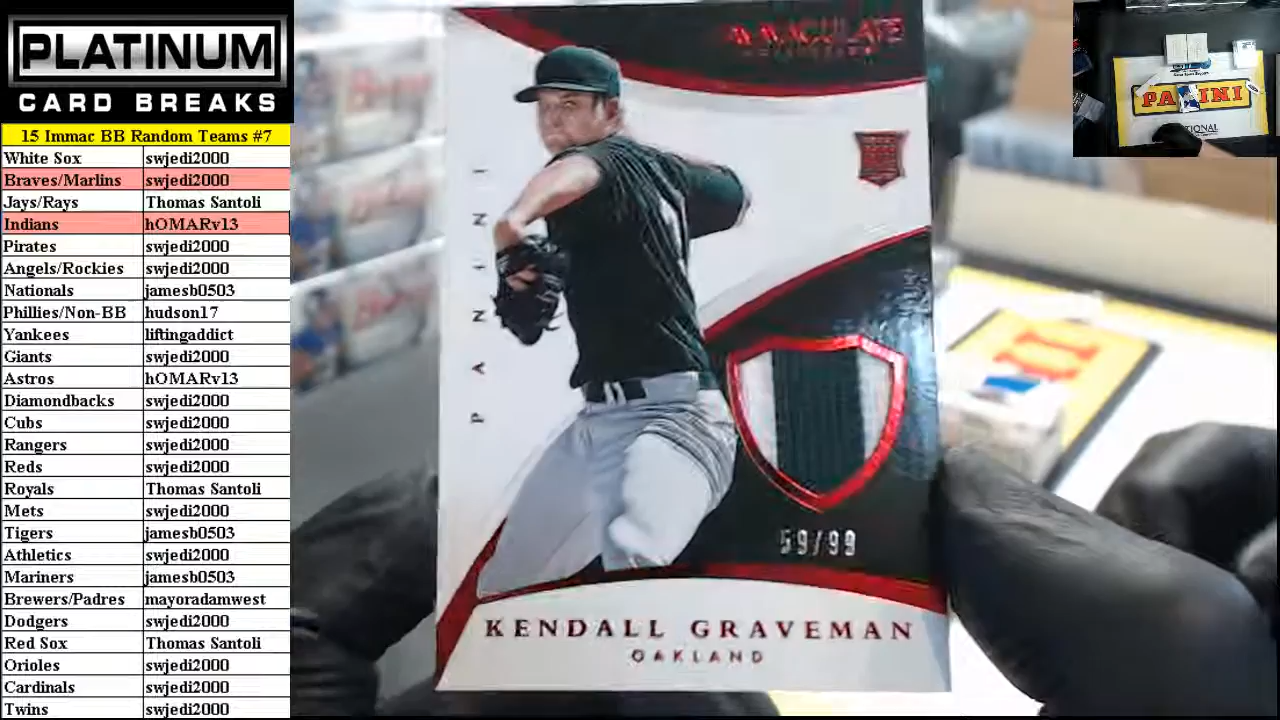 PLATINUM
CARD BREAKS
15 Immac BB Random Teams #7
White Sox swjedi2000
Braves/Marlins swjedi2000
Jays/Rays Thomas Santoli
Indians hOMARv13
Pirates swjedi2000
Angels/Rockies swjedi2000
Nationals jamesb0503
Phillies/Non-BB hudson17
Yankees liftingaddict
Giants swjedi2000
Astros hOMARv13
Diamondbacks swjedi2000
Cubs swjedi2000
Rangers swjedi2000
Reds swjedi2000
Royals Thomas Santoli
Mets swjedi2000
Tigers jamesb0503
Athletics swjedi2000
Mariners jamesb0503
Brewers/Padres mayoradamwest
Dodgers swjedi2000
Red Sox Thomas Santoli
Orioles swjedi2000
Cardinals swjedi2000
Twins swjedi2000
IMMACULATE
PANINI
59/99
KENDALL GRAVEMAN
OAKLAND
PANINI